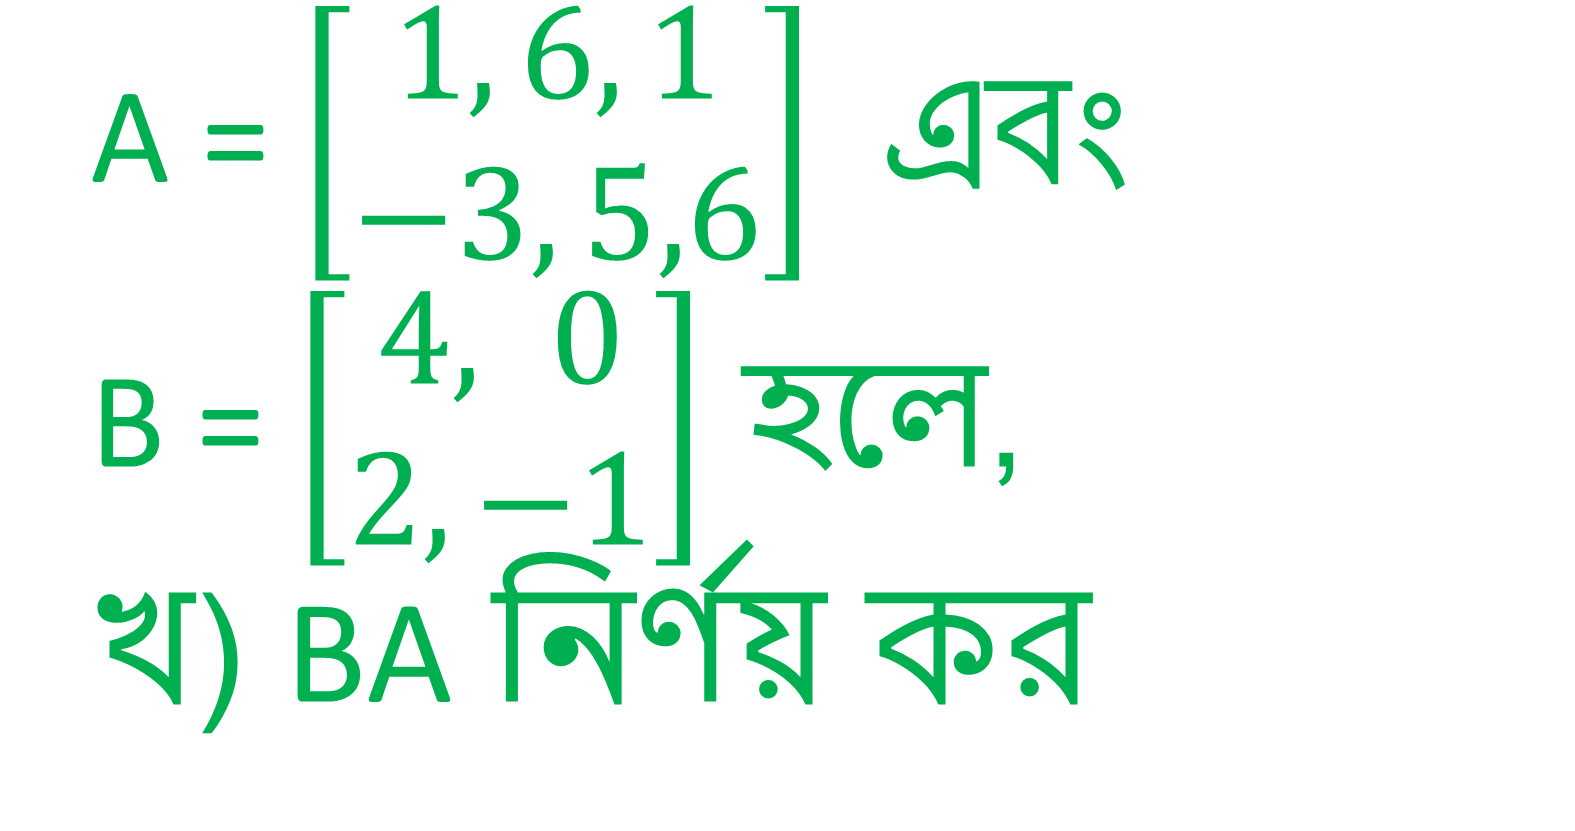 A = [1, 6, 1
−3, 5,6] এবং
B = [4, 0
2, −1] হলে,
খ) BA নির্ণয় কর